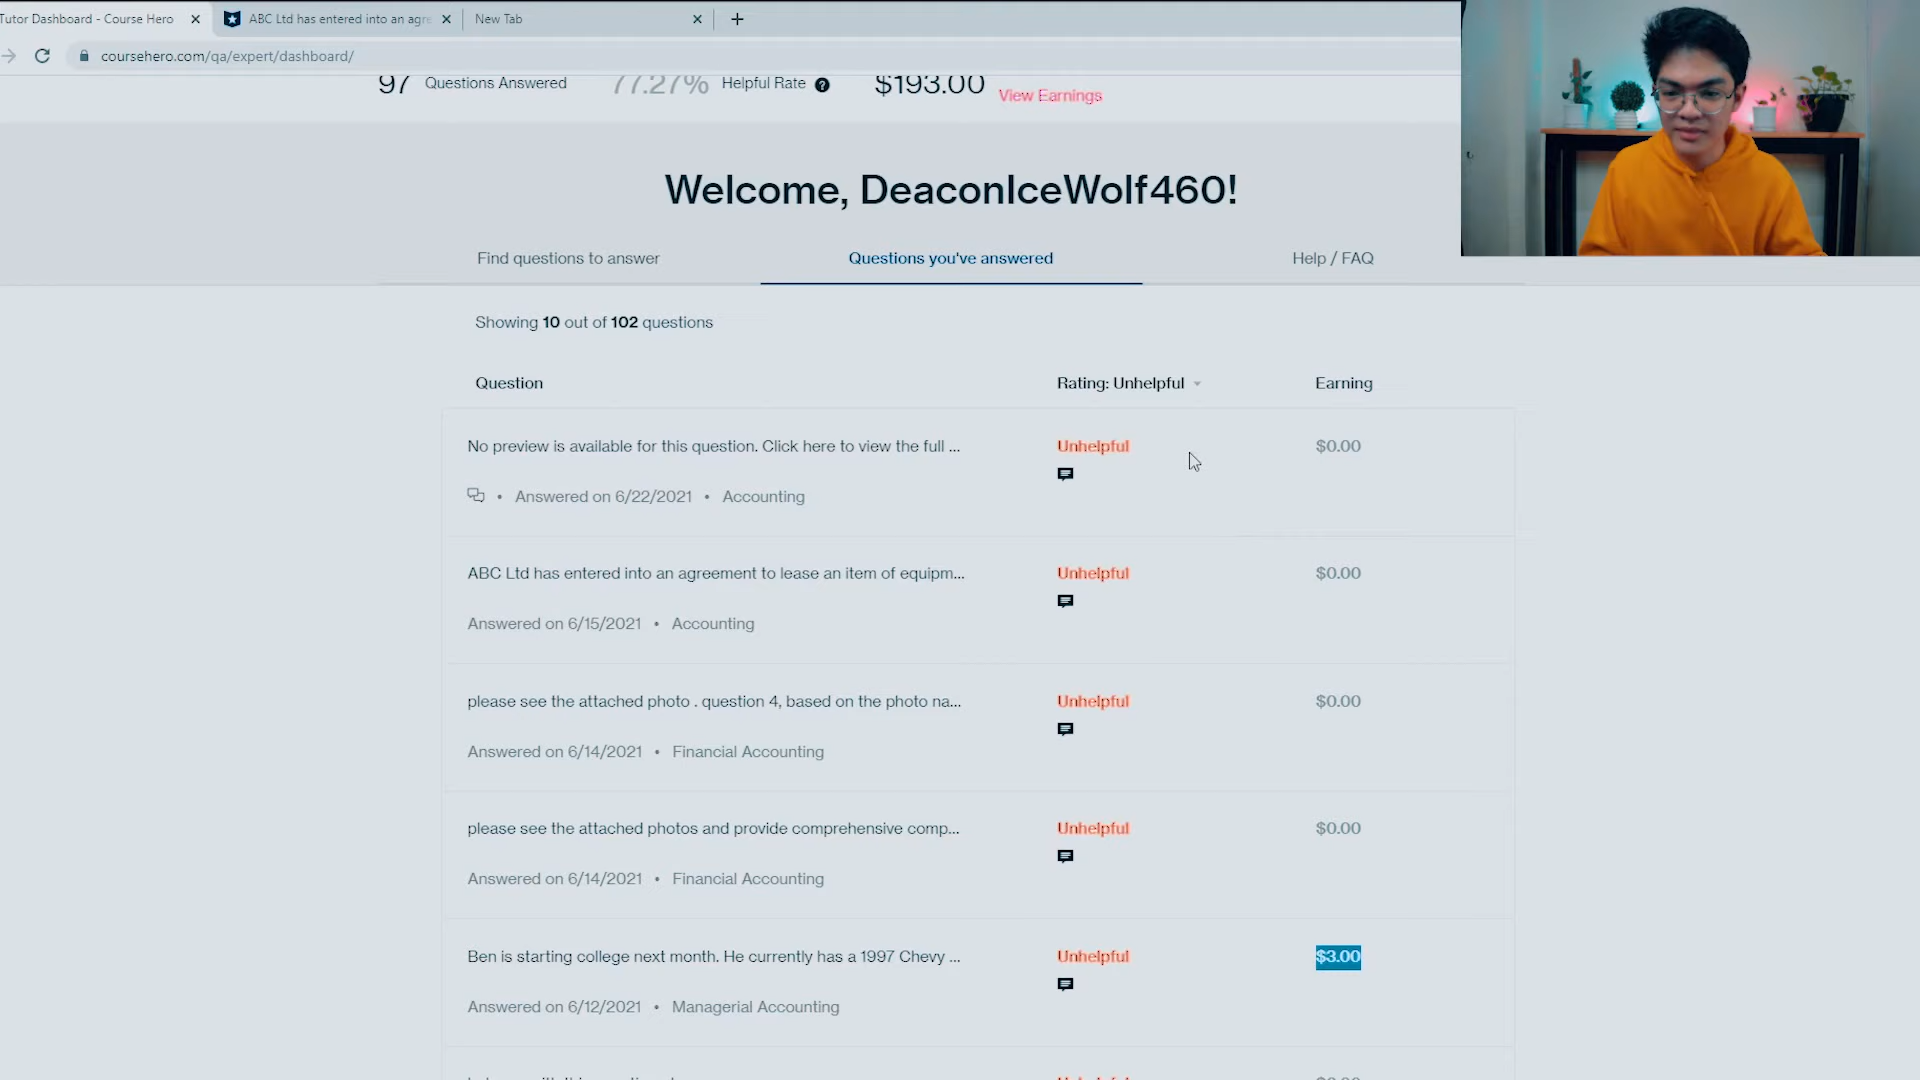 Tutor Dashboard - Course Hero
ABC Ltd has entered into an agre
New Tab
coursehero.com/qa/expert/dashboard/
97 Questions Answered 77.27% Helpful Rate ? $193.00 View Earnings
Welcome, DeaconIceWolf460!
Find questions to answer
Questions you've answered
Help / FAQ
Showing 10 out of 102 questions
Question Rating: Unhelpful Earning
No preview is available for this question. Click here to view the full ... Unhelpful $0.00
• Answered on 6/22/2021 • Accounting
ABC Ltd has entered into an agreement to lease an item of equipm... Unhelpful $0.00
Answered on 6/15/2021 • Accounting
please see the attached photo . question 4, based on the photo na... Unhelpful $0.00
Answered on 6/14/2021 • Financial Accounting
please see the attached photos and provide comprehensive comp... Unhelpful $0.00
Answered on 6/14/2021 • Financial Accounting
Ben is starting college next month. He currently has a 1997 Chevy ... Unhelpful $3.00
Answered on 6/12/2021 • Managerial Accounting